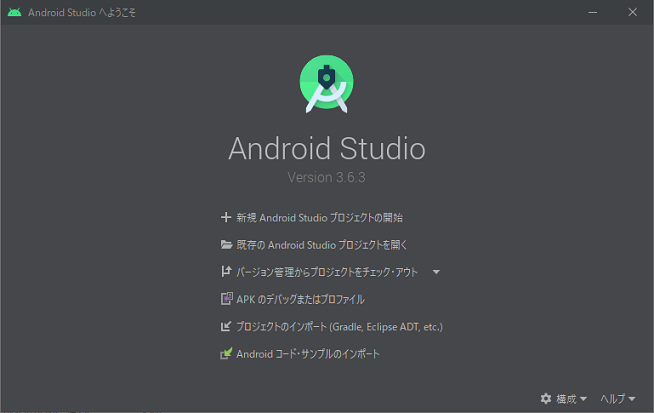 Android Studio へようこそ
Android Studio
Version 3.6.3
新規 Android Studio プロジェクトの開始
既存の Android Studio プロジェクトを開く
バージョン管理からプロジェクトをチェック・アウト
APK のデバッグまたはプロファイル
プロジェクトのインポート (Gradle, Eclipse ADT, etc.)
Android コード・サンプルのインポート
構成 ヘルプ